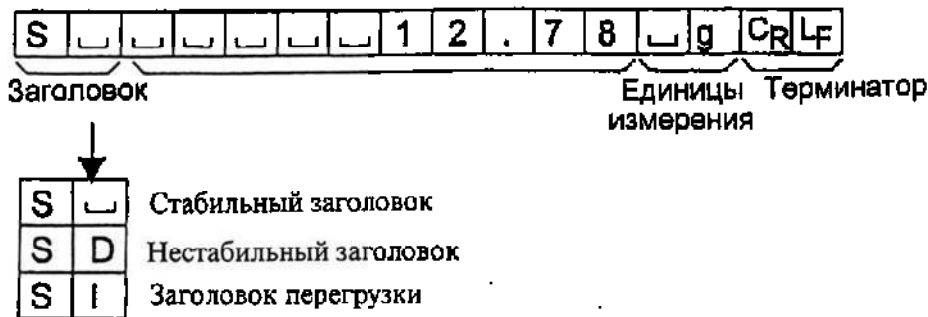 S ␣ ␣ ␣ ␣ ␣ ␣ 1 2 . 7 8 ␣ g CR LF
Заголовок Единицы измерения Терминатор
S ␣ Стабильный заголовок
S D Нестабильный заголовок
S I Заголовок перегрузки